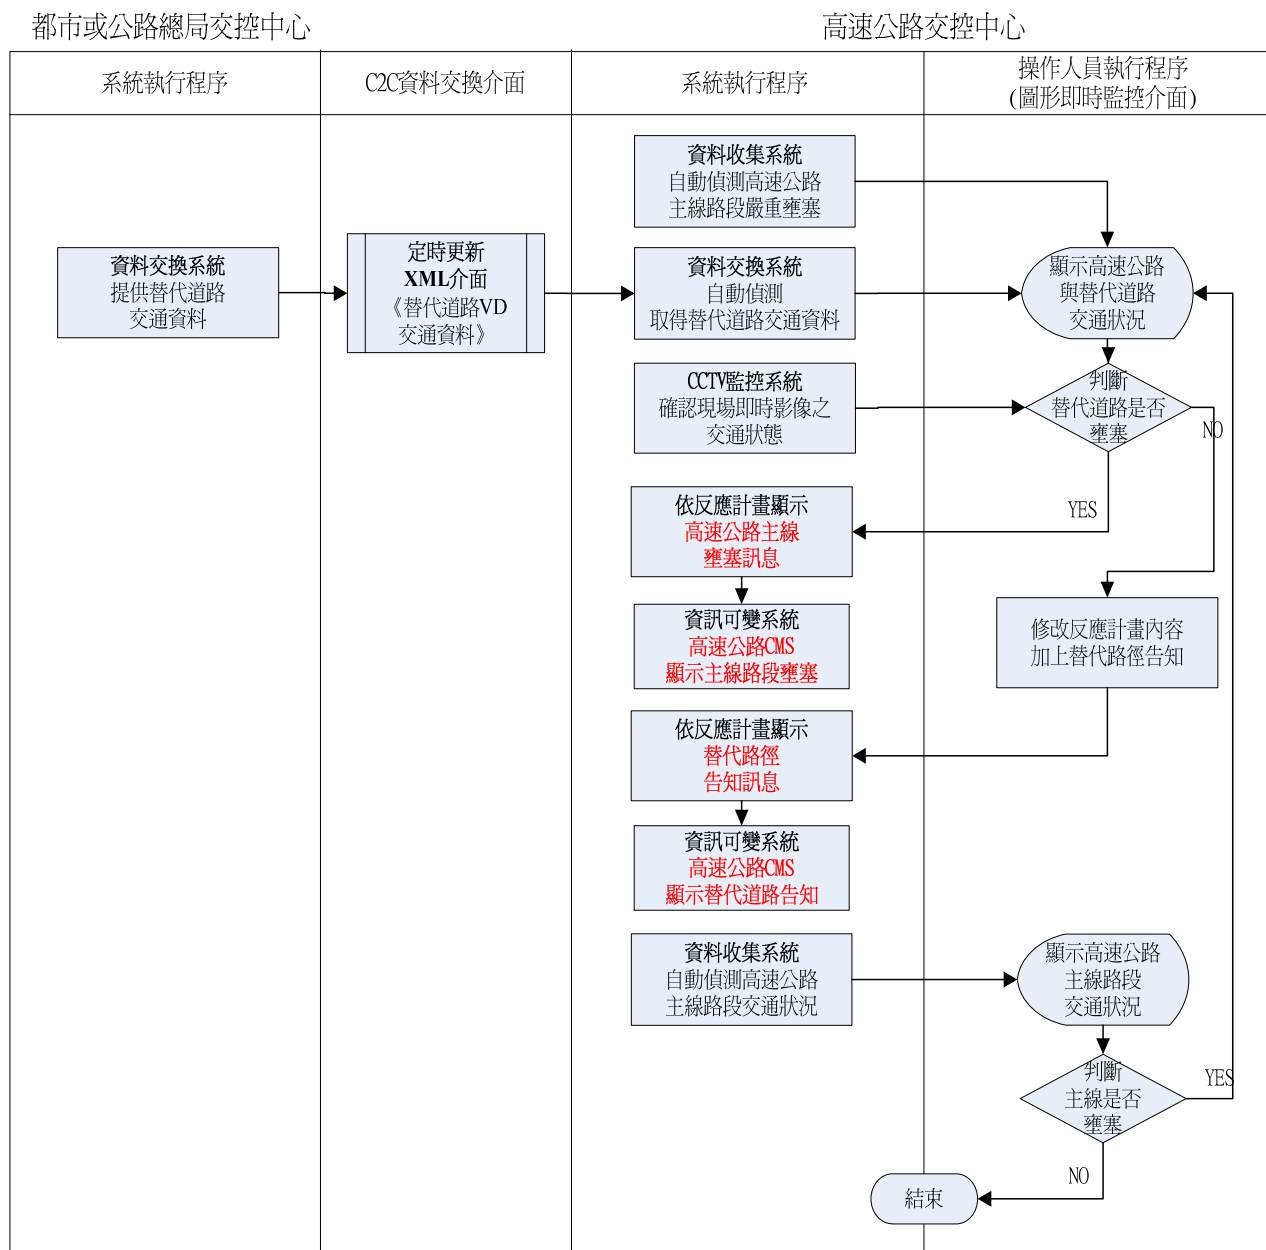 都市或公路總局交控中心
高速公路交控中心
系統執行程序
C2C資料交換介面
系統執行程序
操作人員執行程序
(圖形即時監控介面)
資料收集系統
自動偵測高速公路
主線路段嚴重壅塞
資料交換系統
提供替代道路
交通資料
定時更新
XML介面
《替代道路VD
交通資料》
資料交換系統
自動偵測
取得替代道路交通資料
顯示高速公路
與替代道路
交通狀況
CCTV監控系統
確認現場即時影像之
交通狀態
判斷
替代道路是否
壅塞
NO
YES
依反應計畫顯示
高速公路主線
壅塞訊息
資訊可變系統
高速公路CMS
顯示主線路段壅塞
修改反應計畫內容
加上替代路徑告知
依反應計畫顯示
替代路徑
告知訊息
資訊可變系統
高速公路CMS
顯示替代道路告知
資料收集系統
自動偵測高速公路
主線路段交通狀況
顯示高速公路
主線路段
交通狀況
判斷
主線是否
壅塞
YES
NO
結束